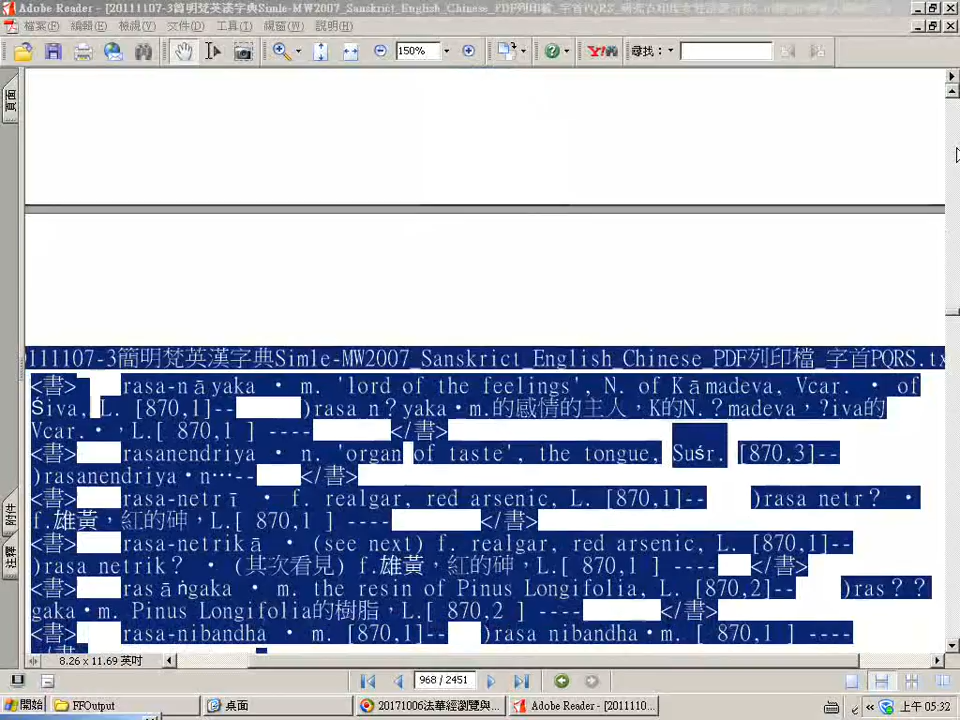 Adobe Reader - [20111107-3簡明梵英漢字典Simle-MW2007_Sanskrict_English_Chinese_PDF列印檔_字首PQRS
檔案(F) 編輯(E) 檢視(V) 文件(D) 工具(T) 視窗(W) 說明(H)
150% 尋找:
頁面
附件
注釋
111107-3簡明梵英漢字典Simle-MW2007_Sanskrict_English_Chinese_PDF列印檔_字首PQRS.tx
<書> rasa-nāyaka • m. 'lord of the feelings', N. of Kāmadeva, Vcar. • of
Śiva, L. [870,1]-- )rasa n?yaka•m.的感情的主人，K的N.?madeva，?iva的
Vcar.•，L.[ 870,1 ] ---- </書>
<書> rasanendriya • n. 'organ of taste', the tongue, Suśr. [870,3]--
)rasanendriya•n…-- </書>
<書> rasa-netrī • f. realgar, red arsenic, L. [870,1]-- )rasa netr? •
f.雄黃，紅的砷，L.[ 870,1 ] ---- </書>
<書> rasa-netrikā • (see next) f. realgar, red arsenic, L. [870,1]--
)rasa netrik? • (其次看見) f.雄黃，紅的砷，L.[ 870,1 ] ---- </書>
<書> rasāṅgaka • m. the resin of Pinus Longifolia, L. [870,2]-- )ras??
gaka•m. Pinus Longifolia的樹脂，L.[ 870,2 ] ---- </書>
<書> rasa-nibandha • m. [870,1]-- )rasa nibandha•m. [ 870,1 ] ----
8.26 x 11.69 英吋
968 / 2451
開始 FFOutput 桌面 20171006法華經瀏覽與... Adobe Reader - [2011110... 上午 05:32